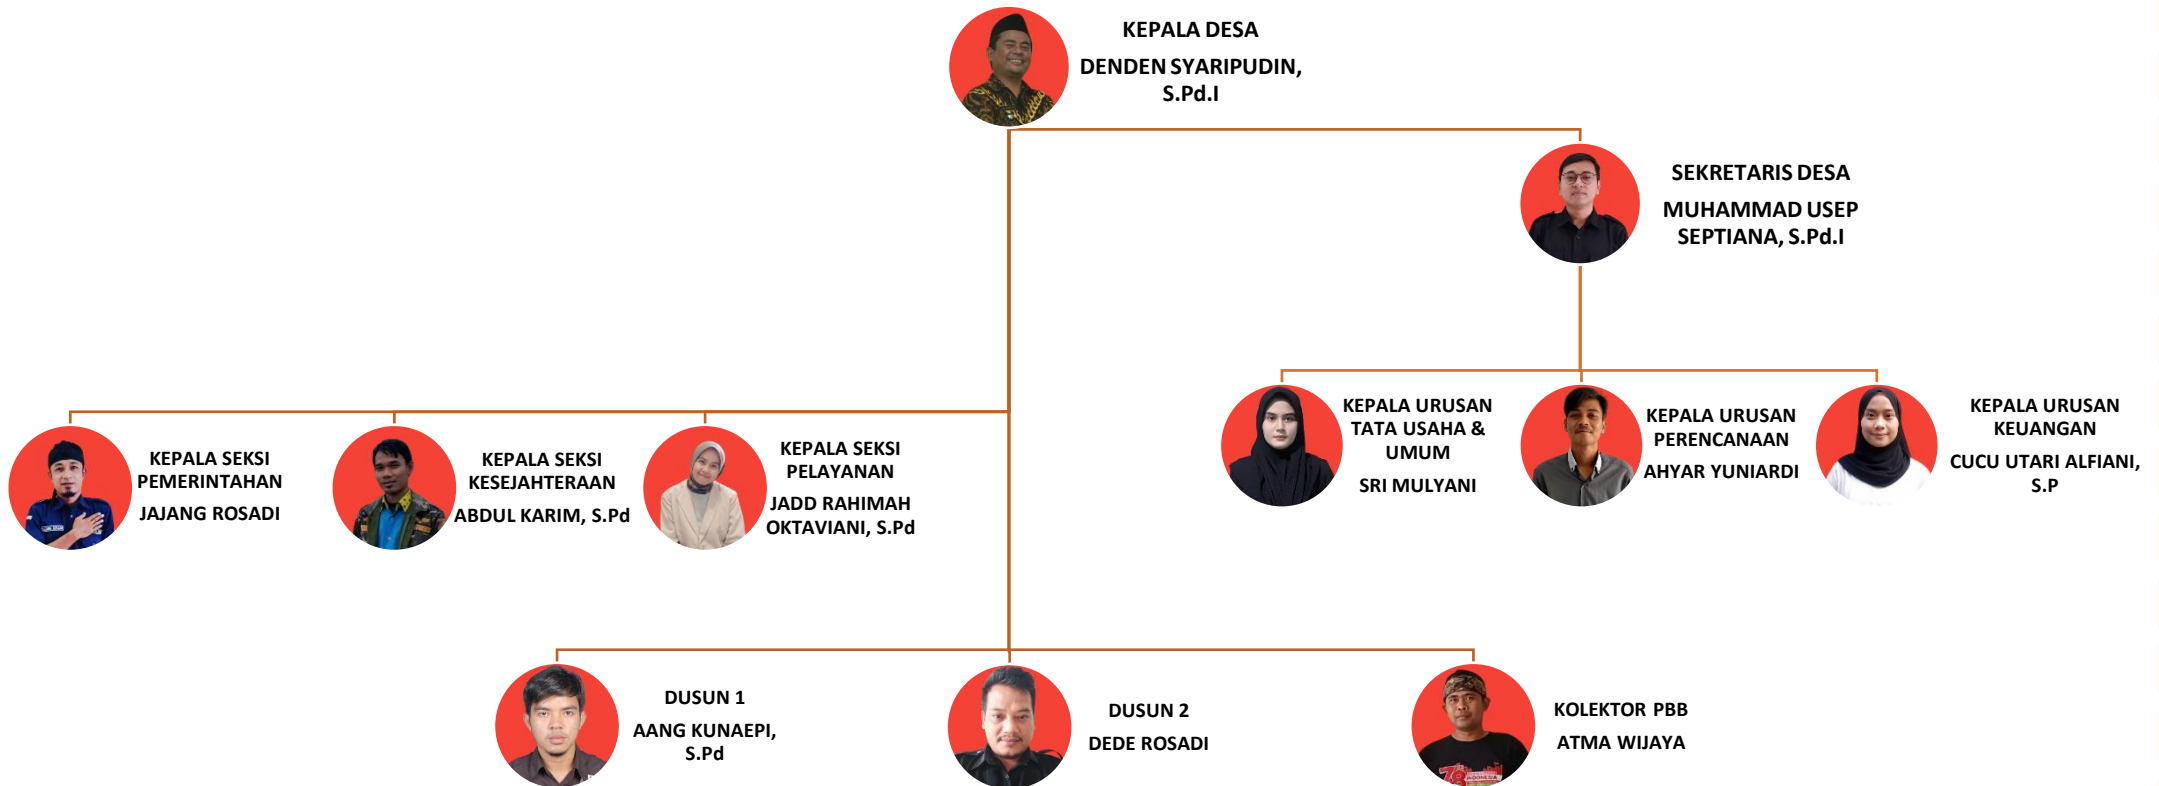 KEPALA DESA
DENDEN SYARIPUDIN,
S.Pd.I
SEKRETARIS DESA
MUHAMMAD USEP
SEPTIANA, S.Pd.I
KEPALA SEKSI
PEMERINTAHAN
JAJANG ROSADI
KEPALA SEKSI
KESEJAHTERAAN
ABDUL KARIM, S.Pd
KEPALA SEKSI
PELAYANAN
JADD RAHIMAH
OKTAVIANI, S.Pd
KEPALA URUSAN
TATA USAHA &
UMUM
SRI MULYANI
KEPALA URUSAN
PERENCANAAN
AHYAR YUNIARDI
KEPALA URUSAN
KEUANGAN
CUCU UTARI ALFIANI,
S.P
DUSUN 1
AANG KUNAEPI,
S.Pd
DUSUN 2
DEDE ROSADI
KOLEKTOR PBB
ATMA WIJAYA
78
INDONESIA